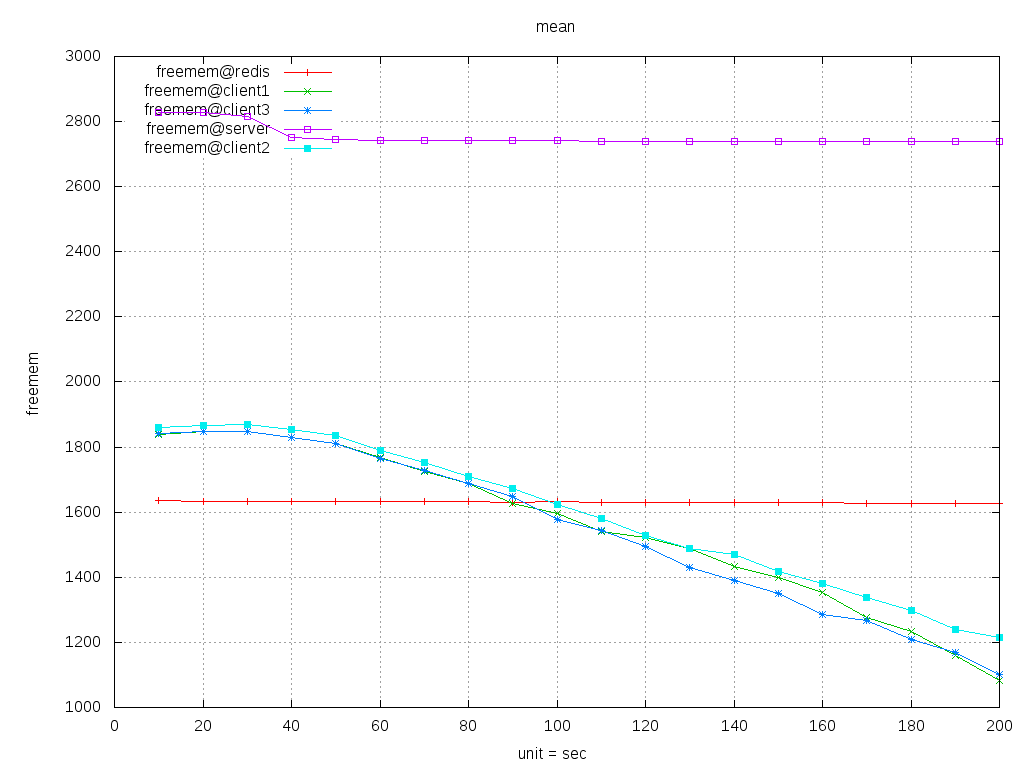 mean
3000
2800
2600
2400
2200
2000
1800
1600
1400
1200
1000
freemem
freemem@redis
freemem@client1
freemem@client3
freemem@server
freemem@client2
0 20 40 60 80 100 120 140 160 180 200
unit = sec